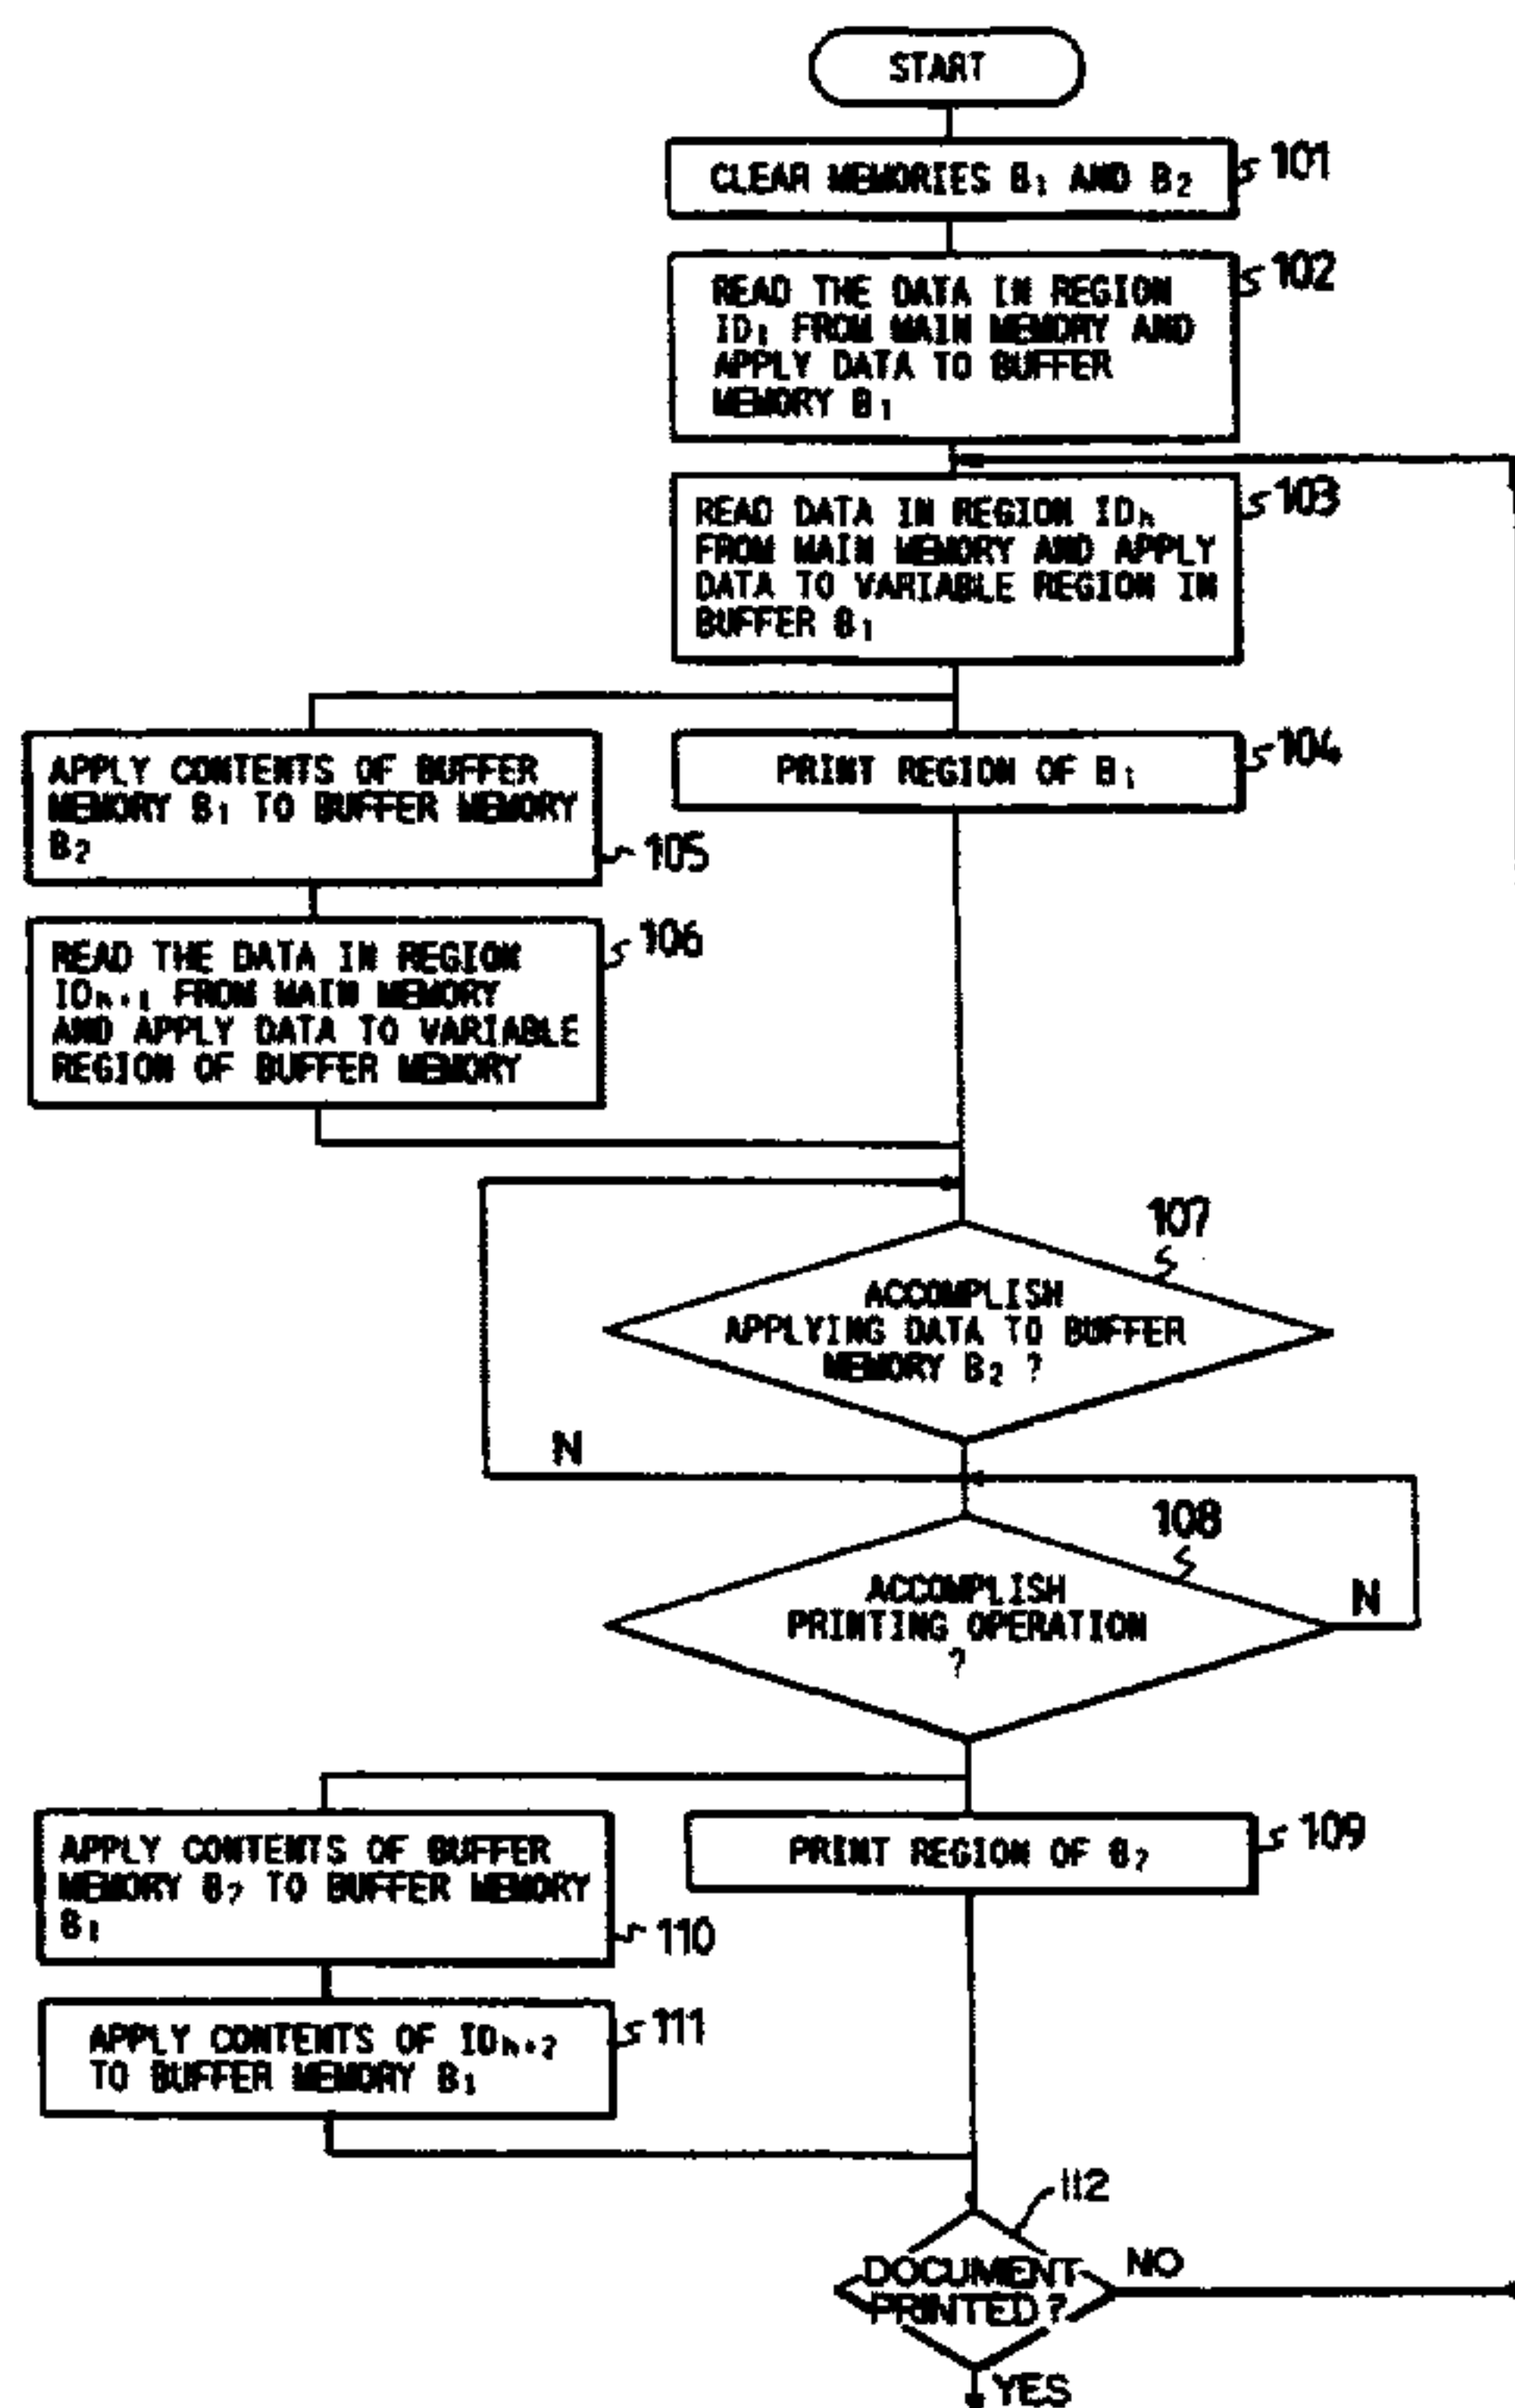 START
CLEAR MEMORIES B₁ AND B₂
101
READ THE DATA IN REGION
ID₁ FROM MAIN MEMORY AND
APPLY DATA TO BUFFER
MEMORY B₁
102
READ DATA IN REGION IDₙ
FROM MAIN MEMORY AND APPLY
DATA TO VARIABLE REGION IN
BUFFER B₁
103
APPLY CONTENTS OF BUFFER
MEMORY B₁ TO BUFFER MEMORY
B₂
105
PRINT REGION OF B₁
104
READ THE DATA IN REGION
IDₙ₊₁ FROM MAIN MEMORY
AND APPLY DATA TO VARIABLE
REGION OF BUFFER MEMORY
106
107
ACCOMPLISH
APPLYING DATA TO BUFFER
MEMORY B₂ ?
N
108
ACCOMPLISH
PRINTING OPERATION
?
N
APPLY CONTENTS OF BUFFER
MEMORY B₂ TO BUFFER MEMORY
B₁
110
PRINT REGION OF B₂
109
APPLY CONTENTS OF IDₙ₊₂
TO BUFFER MEMORY B₁
111
112
DOCUMENT
PRINTED?
NO
YES